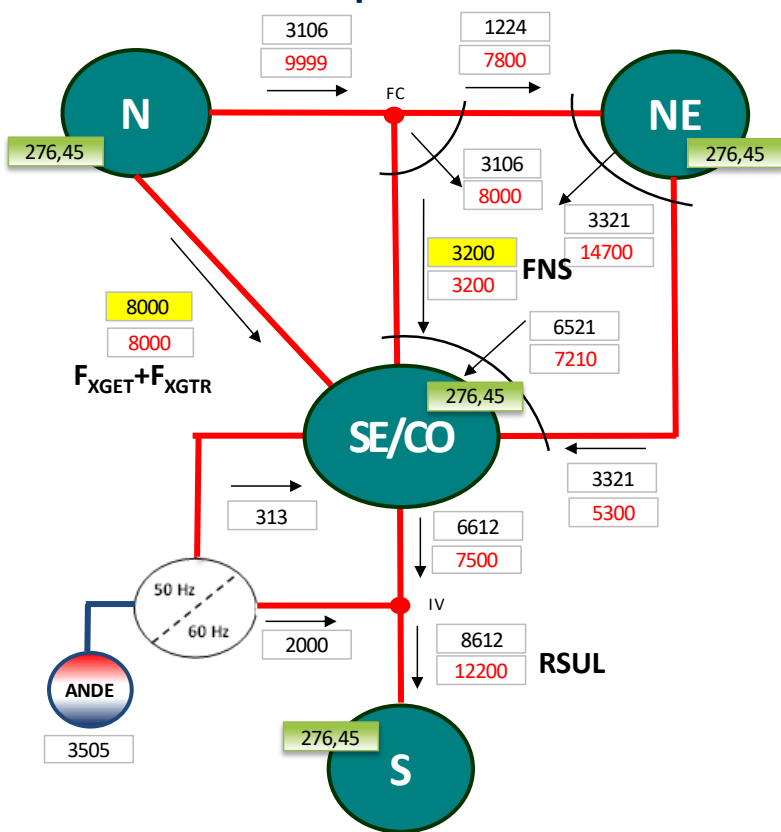 3106
9999
1224
7800
FC
N
NE
276,45
276,45
3106
8000
3321
14700
3200
3200
FNS
8000
8000
FXGET+FXGTR
6521
7210
276,45
SE/CO
3321
5300
313
6612
7500
50 Hz
60 Hz
IV
2000
8612
12200
RSUL
ANDE
3505
276,45
S